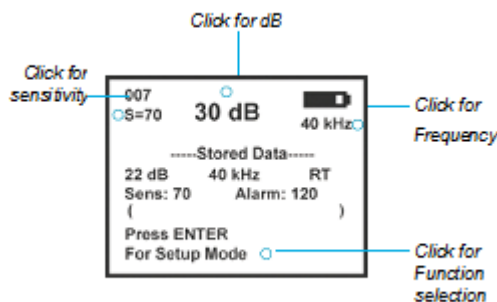 Click for dB
Click for
sensitivity
007
S=70
30 dB
40 kHz
Click for
Frequency
-----Stored Data-----
22 dB 40 kHz RT
Sens: 70 Alarm: 120
( )
Press ENTER
For Setup Mode
Click for
Function
selection